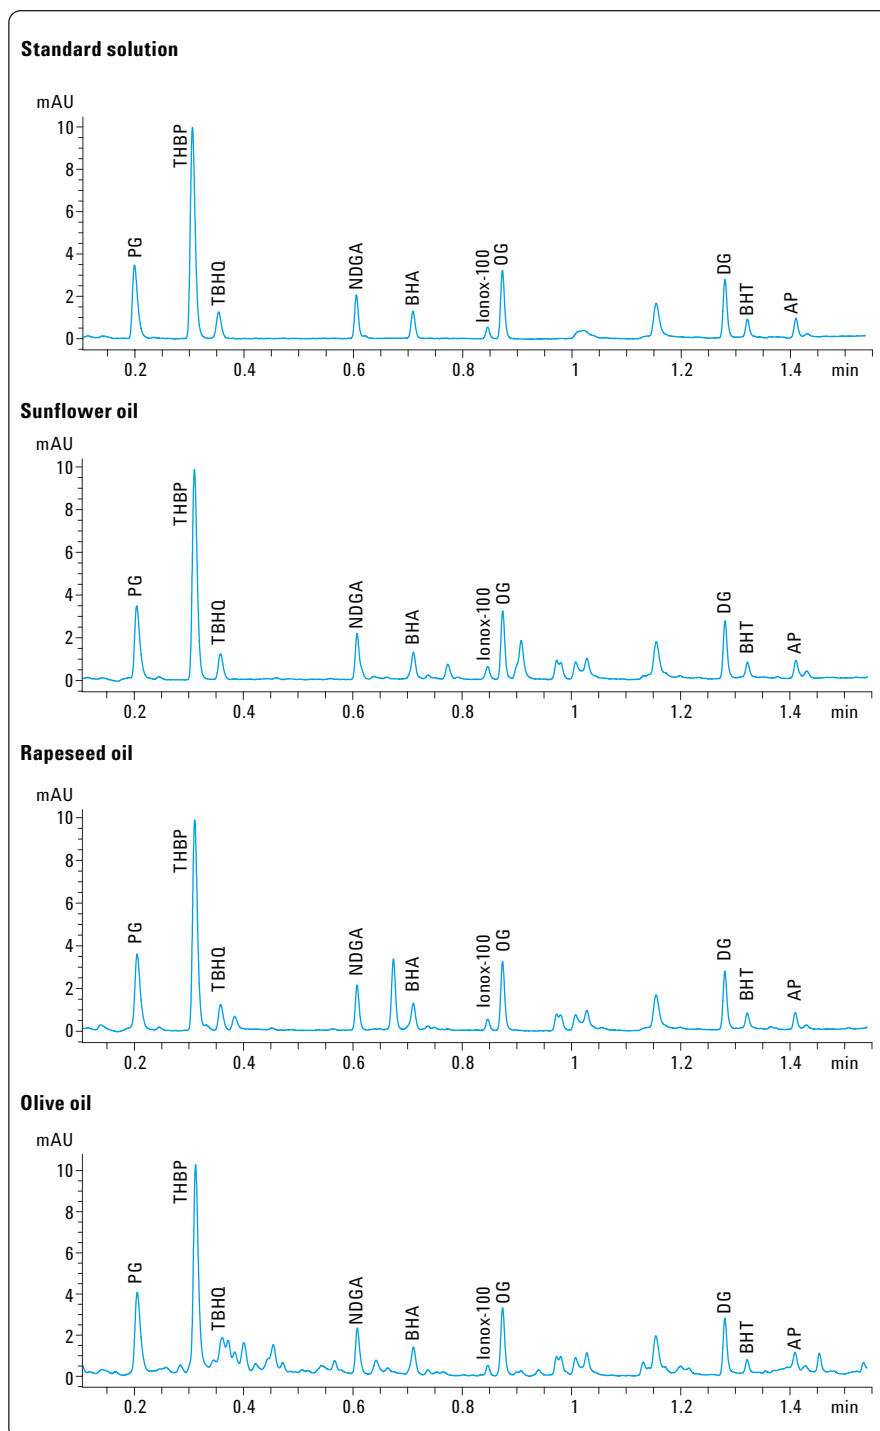 Standard solution
mAU
10
8
6
4
2
0
PG
THBP
TBHQ
NDGA
BHA
Ionox-100
OG
DG
BHT
AP
0.2 0.4 0.6 0.8 1 1.2 1.4 min
Sunflower oil
mAU
10
8
6
4
2
0
PG
THBP
TBHQ
NDGA
BHA
Ionox-100
OG
DG
BHT
AP
0.2 0.4 0.6 0.8 1 1.2 1.4 min
Rapeseed oil
mAU
10
8
6
4
2
0
PG
THBP
TBHQ
NDGA
BHA
Ionox-100
OG
DG
BHT
AP
0.2 0.4 0.6 0.8 1 1.2 1.4 min
Olive oil
mAU
10
8
6
4
2
0
PG
THBP
TBHQ
NDGA
BHA
Ionox-100
OG
DG
BHT
AP
0.2 0.4 0.6 0.8 1 1.2 1.4 min